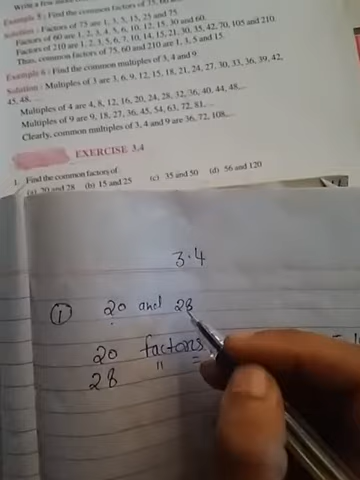 Example 5 : Find the common factors of 75, 60
Solution : Factors of 75 are 1, 3, 5, 15, 25 and 75.
Factors of 60 are 1, 2, 3, 4, 5, 6, 10, 12, 15, 30 and 60.
Factors of 210 are 1, 2, 3, 5, 6, 7, 10, 14, 15, 21, 30, 35, 42, 70, 105 and 210.
Thus, common factors of 75, 60 and 210 are 1, 3, 5 and 15.
Example 6 : Find the common multiples of 3, 4 and 9.
Solution : Multiples of 3 are 3, 6, 9, 12, 15, 18, 21, 24, 27, 30, 33, 36, 39, 42,
45, 48, ...
Multiples of 4 are 4, 8, 12, 16, 20, 24, 28, 32, 36, 40, 44, 48,...
Multiples of 9 are 9, 18, 27, 36, 45, 54, 63, 72, 81, ...
Clearly, common multiples of 3, 4 and 9 are 36, 72, 108,...
EXERCISE 3.4
1. Find the common factors of
(a) 20 and 28 (b) 15 and 25 (c) 35 and 50 (d) 56 and 120
3.4
① 20 and 28
20 factors =
28 " =